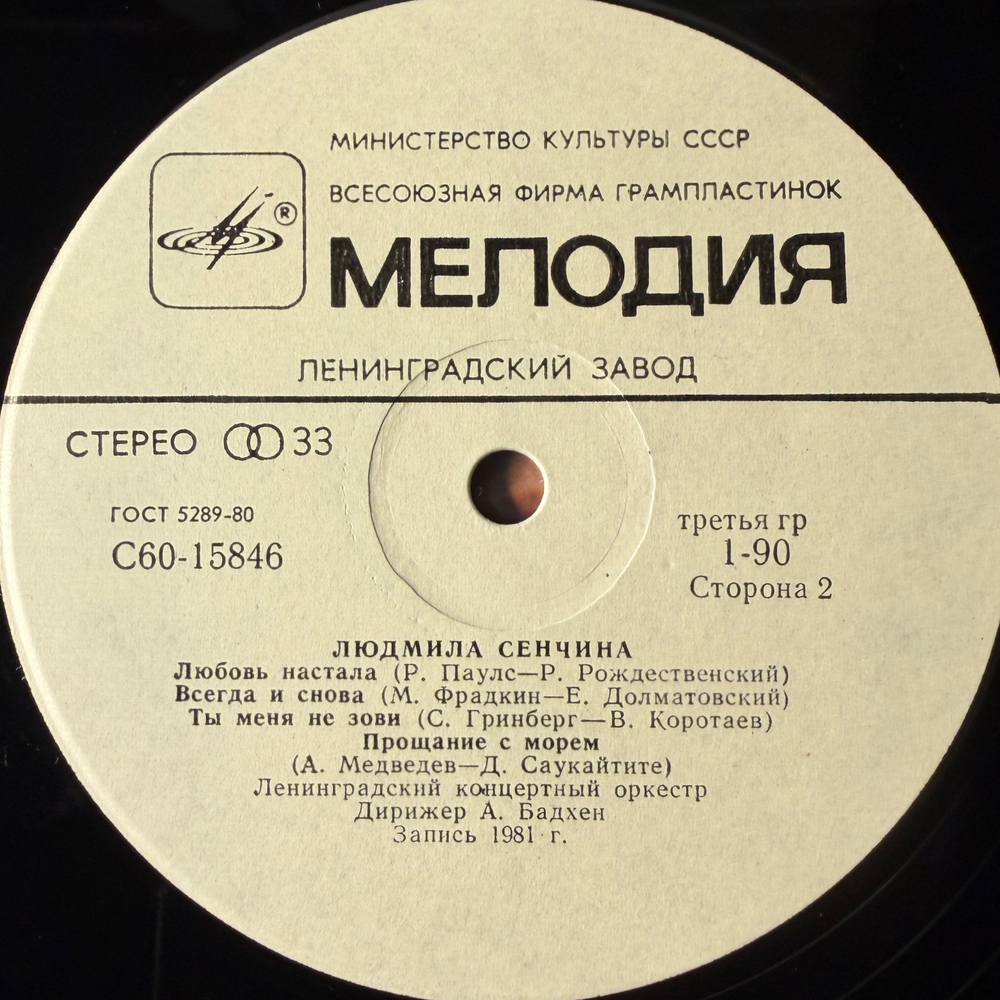 МИНИСТЕРСТВО КУЛЬТУРЫ СССР
ВСЕСОЮЗНАЯ ФИРМА ГРАМПЛАСТИНОК
®
МЕЛОДИЯ
ЛЕНИНГРАДСКИЙ ЗАВОД
СТЕРЕО 33
ГОСТ 5289-80
С60-15846
третья гр
1-90
Сторона 2
ЛЮДМИЛА СЕНЧИНА
Любовь настала (Р. Паулс—Р. Рождественский)
Всегда и снова (М. Фрадкин—Е. Долматовский)
Ты меня не зови (С. Гринберг—В. Коротаев)
Прощание с морем
(А. Медведев—Д. Саукайтите)
Ленинградский концертный оркестр
Дирижер А. Бадхен
Запись 1981 г.